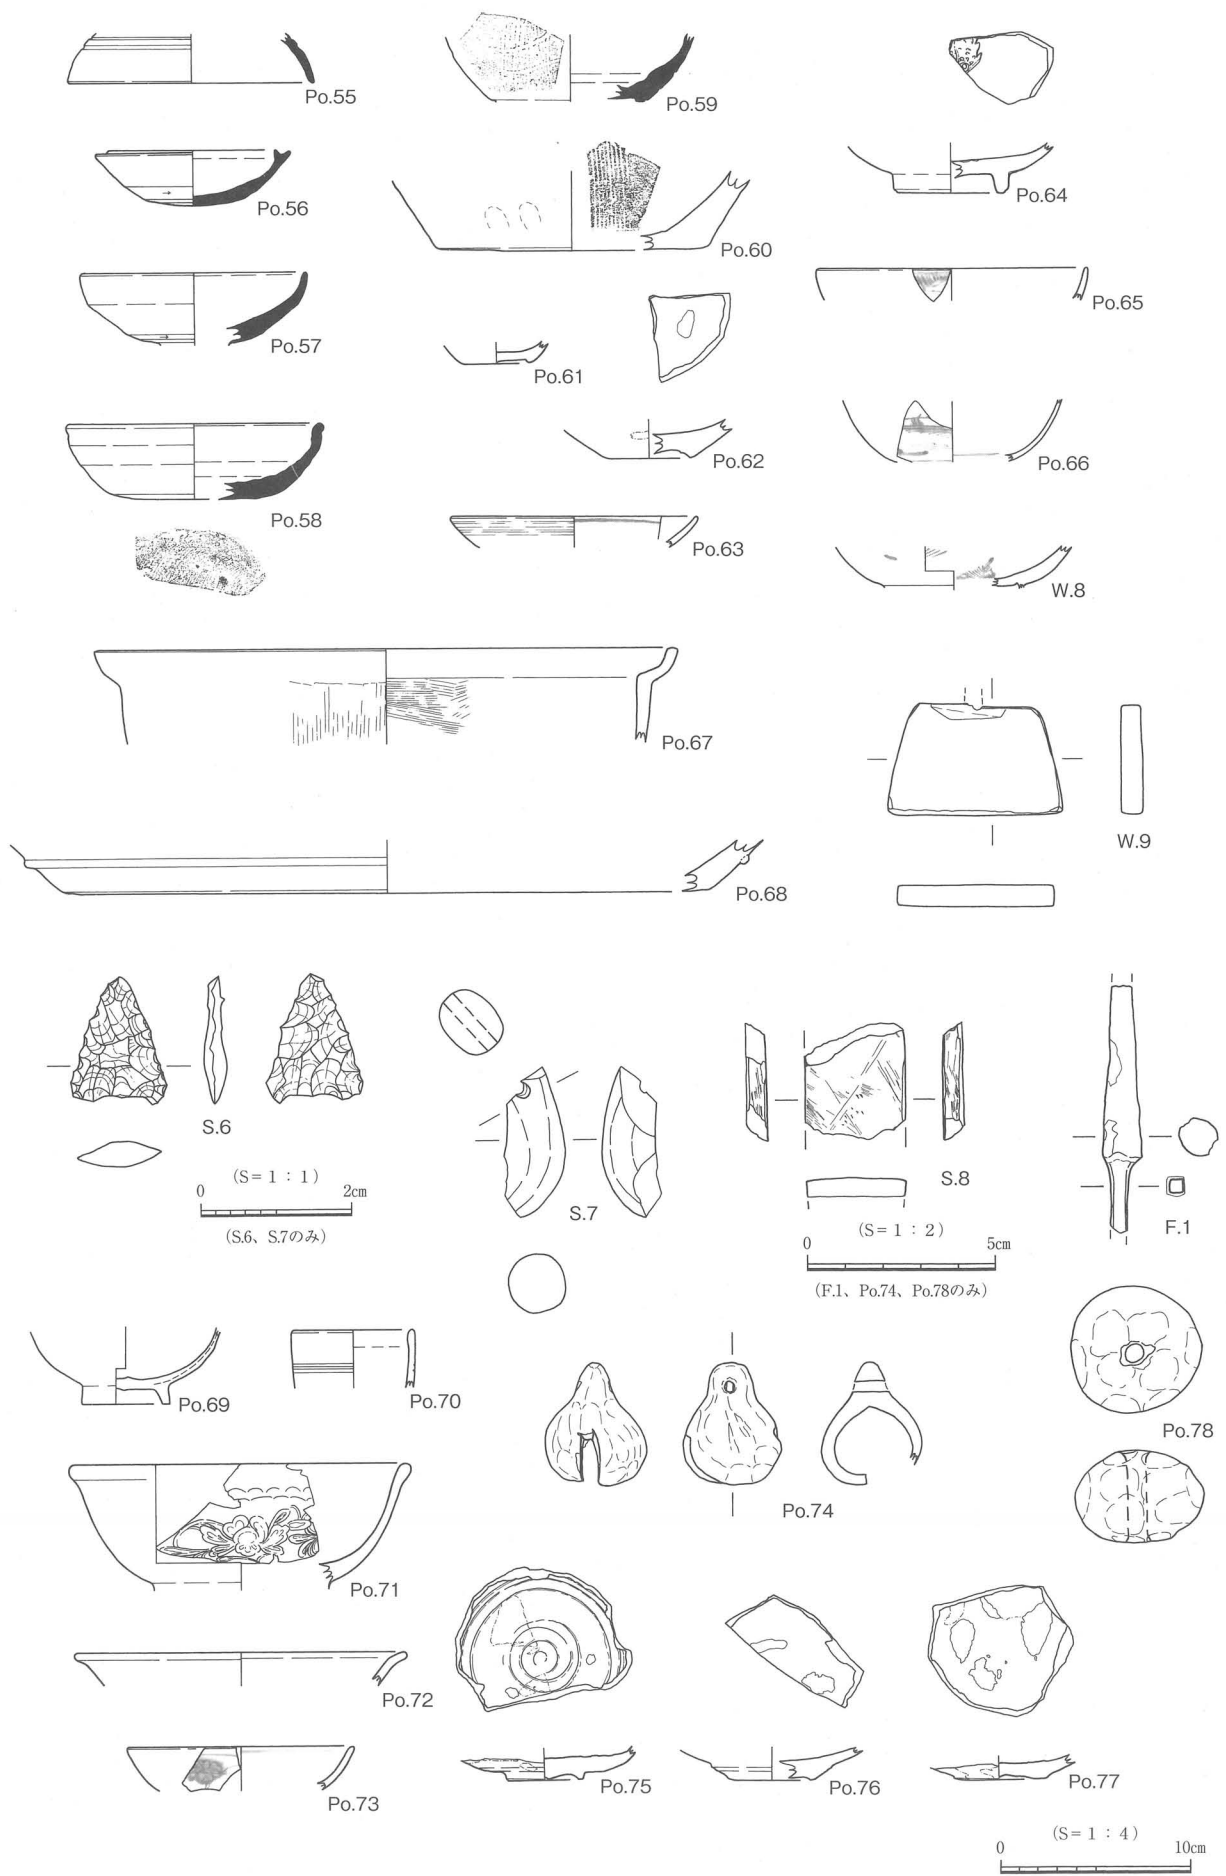 Po.55
Po.59
Po.56
Po.64
Po.60
Po.57
Po.65
Po.61
Po.58
Po.62
Po.66
Po.63
W.8
Po.67
W.9
Po.68
S.6
(S=1：1)
0 2cm
(S.6、S.7のみ)
S.7
S.8
(S=1：2)
0 5cm
(F.1、Po.74、Po.78のみ)
F.1
Po.69
Po.70
Po.78
Po.74
Po.71
Po.72
Po.73
Po.75
Po.76
Po.77
(S=1：4)
0 10cm